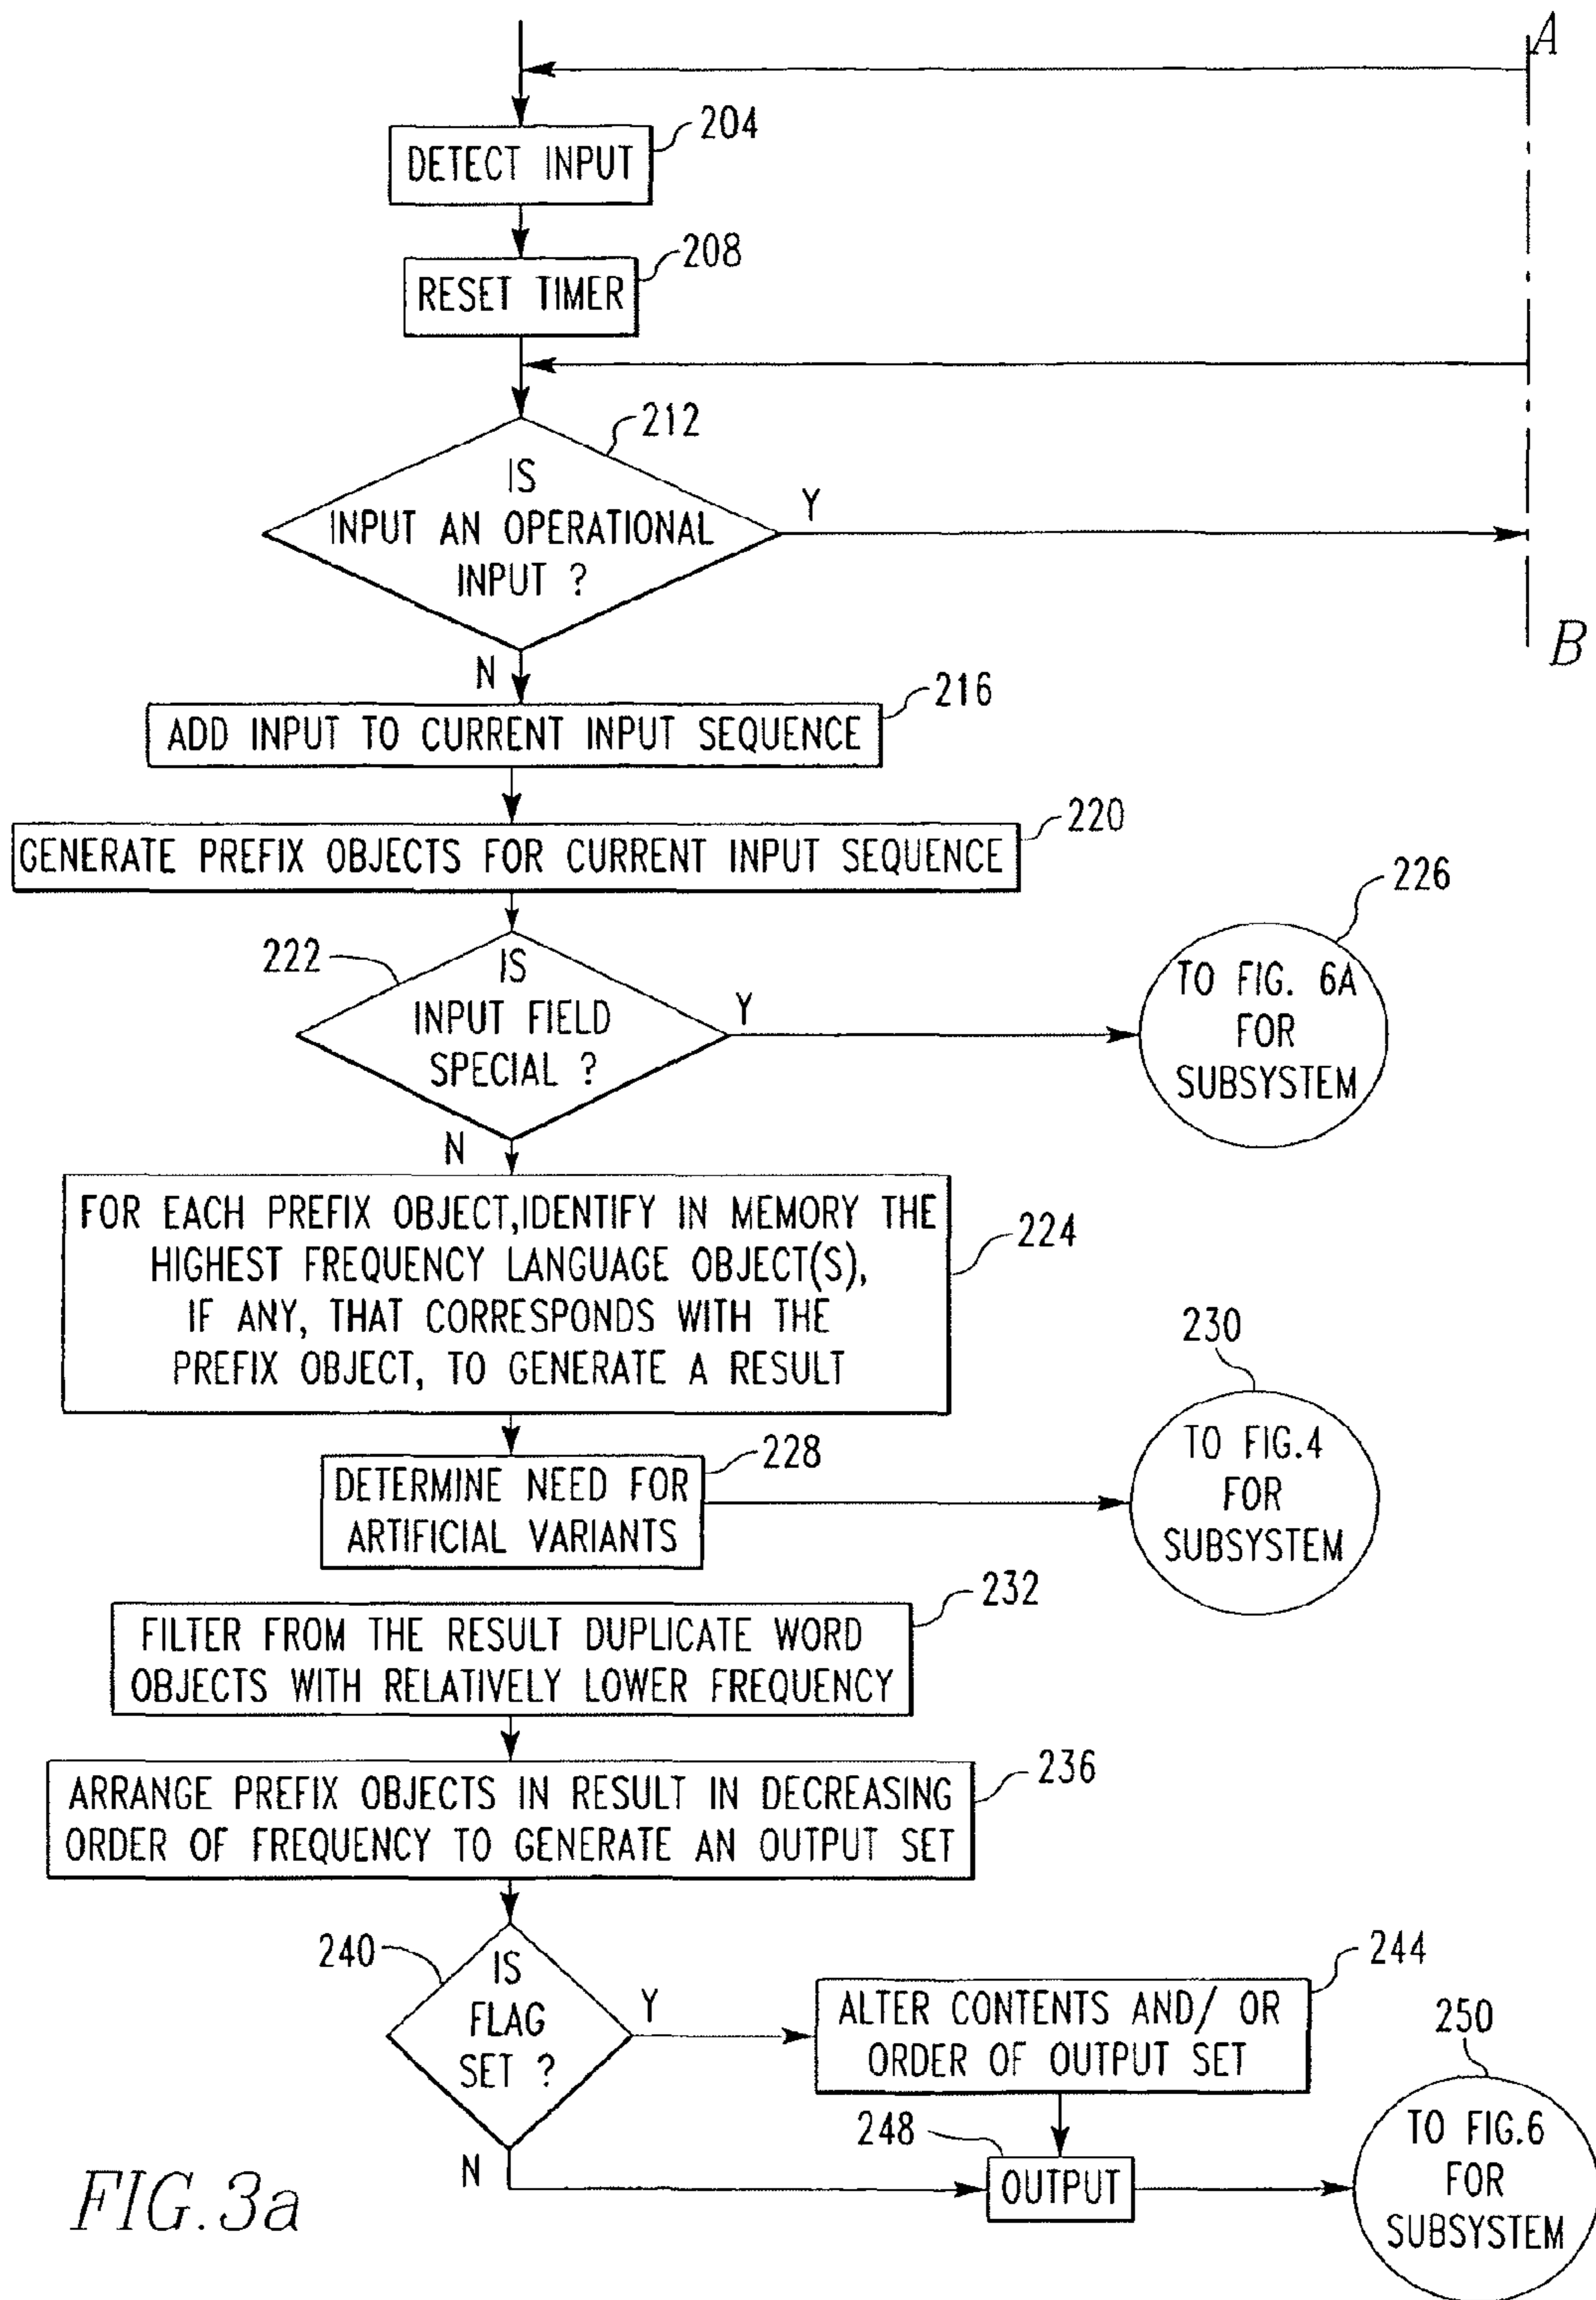 A
204
DETECT INPUT
208
RESET TIMER
212
IS
INPUT AN OPERATIONAL
INPUT ?
Y
B
N
216
ADD INPUT TO CURRENT INPUT SEQUENCE
220
GENERATE PREFIX OBJECTS FOR CURRENT INPUT SEQUENCE
226
222
IS
INPUT FIELD
SPECIAL ?
Y
TO FIG. 6A
FOR
SUBSYSTEM
N
FOR EACH PREFIX OBJECT,IDENTIFY IN MEMORY THE
HIGHEST FREQUENCY LANGUAGE OBJECT(S),
IF ANY, THAT CORRESPONDS WITH THE
PREFIX OBJECT, TO GENERATE A RESULT
224
230
228
DETERMINE NEED FOR
ARTIFICIAL VARIANTS
TO FIG.4
FOR
SUBSYSTEM
232
FILTER FROM THE RESULT DUPLICATE WORD
OBJECTS WITH RELATIVELY LOWER FREQUENCY
236
ARRANGE PREFIX OBJECTS IN RESULT IN DECREASING
ORDER OF FREQUENCY TO GENERATE AN OUTPUT SET
240
IS
FLAG
SET ?
Y
244
ALTER CONTENTS AND/ OR
ORDER OF OUTPUT SET
250
248
N
OUTPUT
TO FIG.6
FOR
SUBSYSTEM
FIG.3a